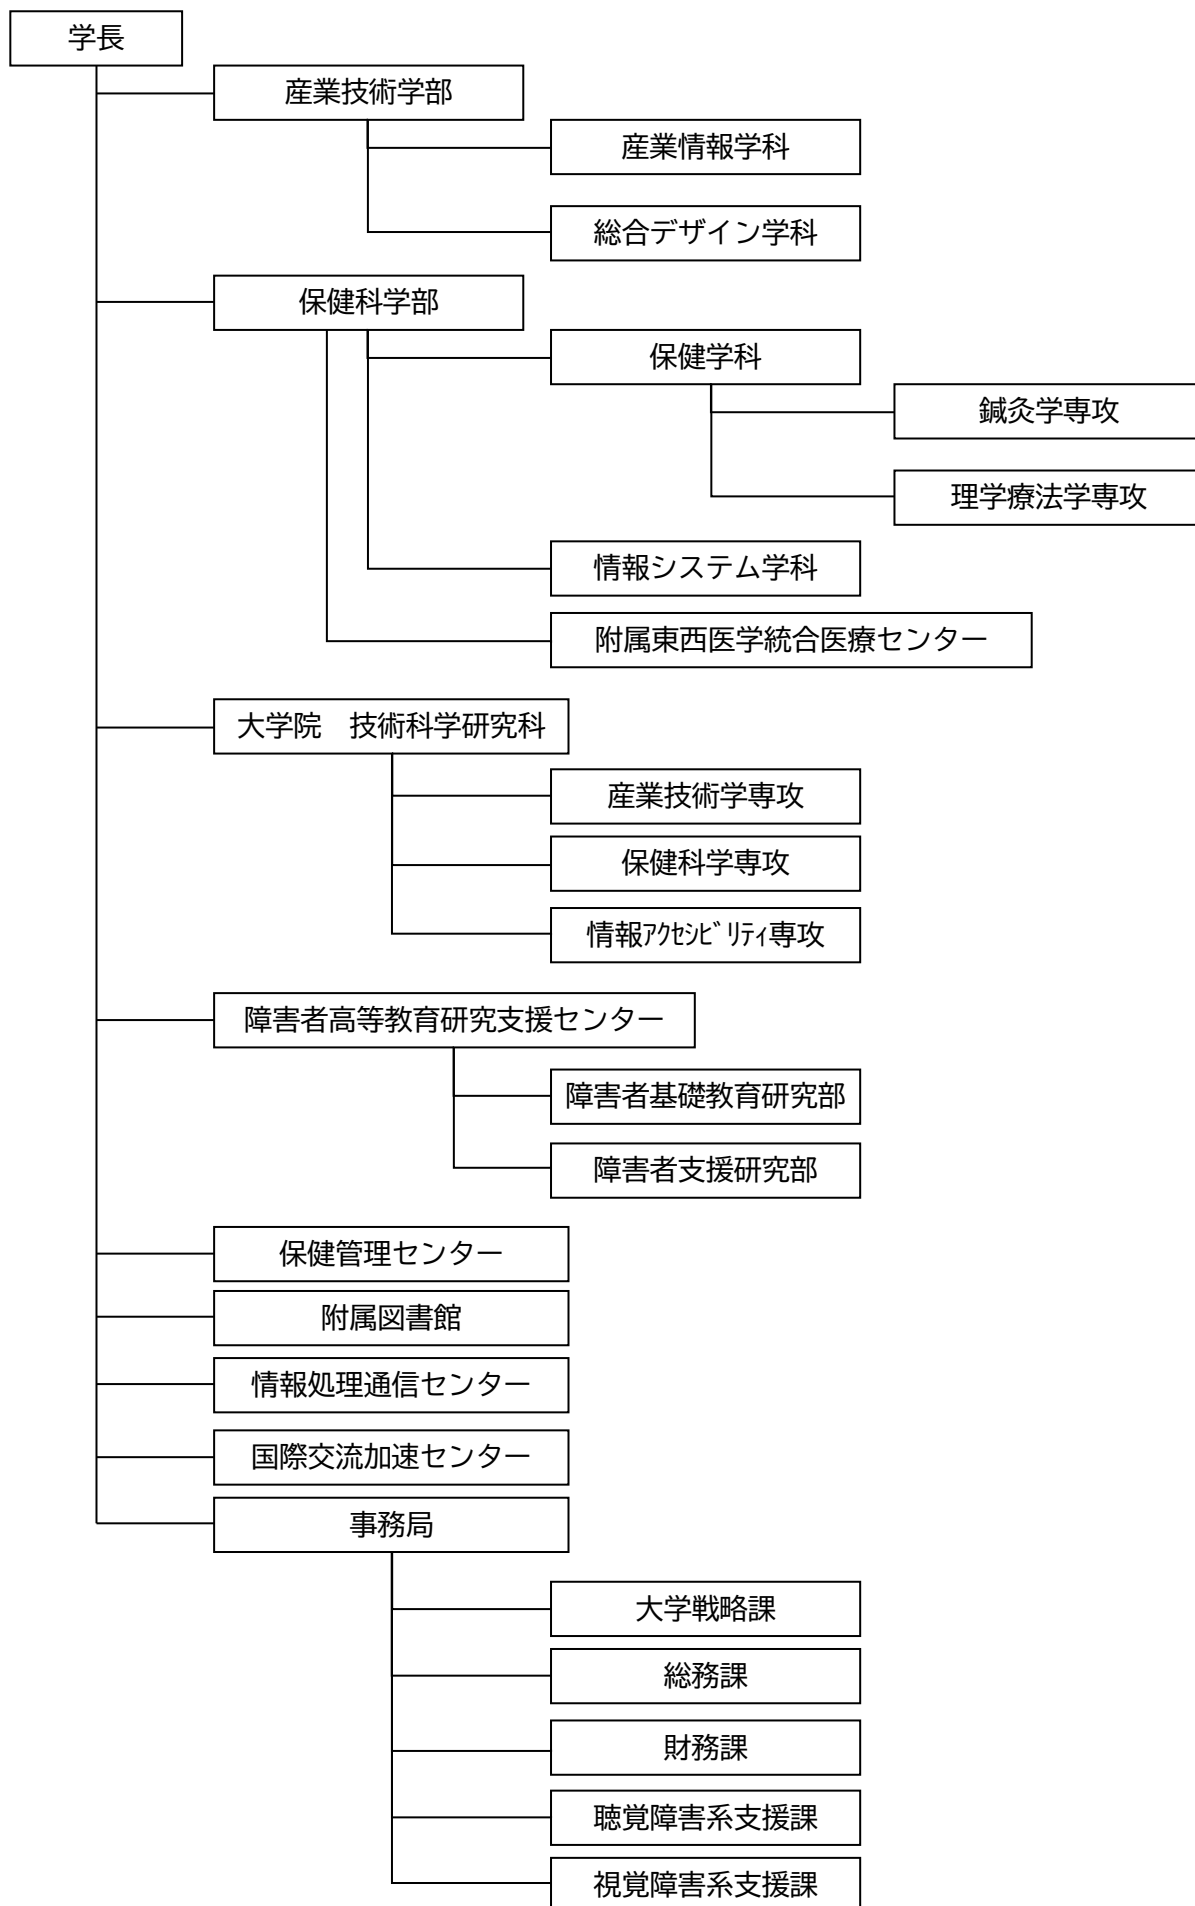 学長
産業技術学部
産業情報学科
総合デザイン学科
保健科学部
保健学科
鍼灸学専攻
理学療法学専攻
情報システム学科
附属東西医学統合医療センター
大学院　技術科学研究科
産業技術学専攻
保健科学専攻
情報ｱｸｾｼﾋﾞﾘﾃｨ専攻
障害者高等教育研究支援センター
障害者基礎教育研究部
障害者支援研究部
保健管理センター
附属図書館
情報処理通信センター
国際交流加速センター
事務局
大学戦略課
総務課
財務課
聴覚障害系支援課
視覚障害系支援課